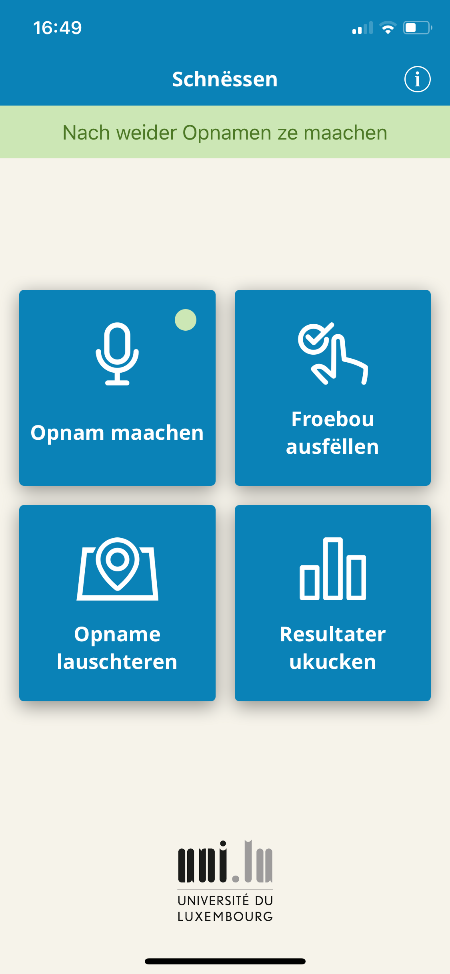 16:49
Schnëssen
Nach weider Opnamen ze maachen
Opnam maachen
Froebou
ausfëllen
Opname
lauschteren
Resultater
ukucken
uni.lu
UNIVERSITÉ DU
LUXEMBOURG